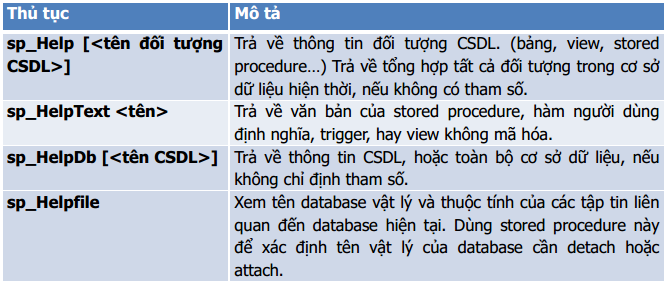 Thủ tục Mô tả
sp_Help [<tên đối tượng CSDL>]
Trả về thông tin đối tượng CSDL. (bảng, view, stored
procedure...) Trả về tổng hợp tất cả đối tượng trong cơ sở
dữ liệu hiện thời, nếu không có tham số.
sp_HelpText <tên>
Trả về văn bản của stored procedure, hàm người dùng
định nghĩa, trigger, hay view không mã hóa.
sp_HelpDb [<tên CSDL>]
Trả về thông tin CSDL, hoặc toàn bộ cơ sở dữ liệu, nếu
không chỉ định tham số.
sp_Helpfile
Xem tên database vật lý và thuộc tính của các tập tin liên
quan đến database hiện tại. Dùng stored procedure này
để xác định tên vật lý của database cần detach hoặc
attach.